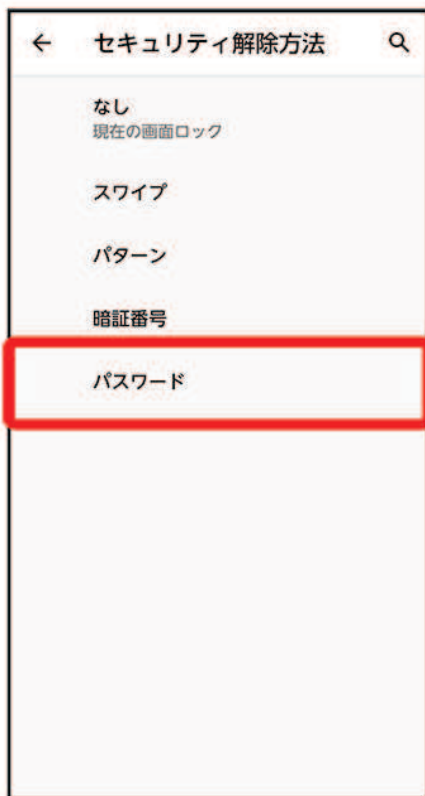 セキュリティ解除方法
なし
現在の画面ロック
スワイプ
パターン
暗証番号
パスワード